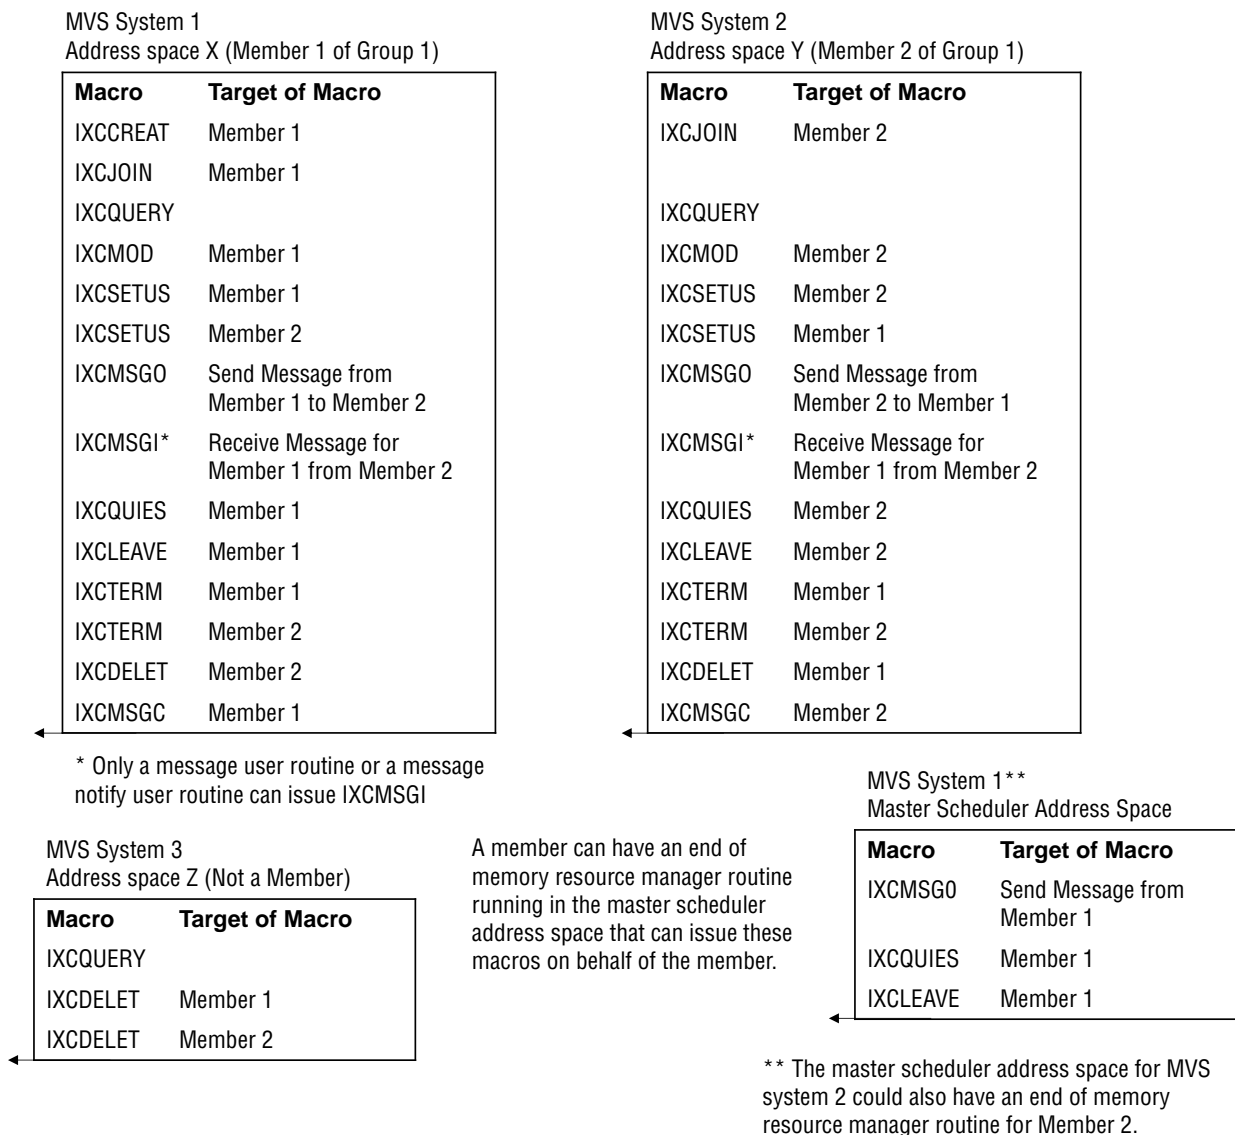 MVS System 1
Address space X (Member 1 of Group 1)
Macro Target of Macro
IXCCREAT Member 1
IXCJOIN Member 1
IXCQUERY
IXCMOD Member 1
IXCSETUS Member 1
IXCSETUS Member 2
IXCMSGO Send Message from
Member 1 to Member 2
IXCMSGI* Receive Message for
Member 1 from Member 2
IXCQUIES Member 1
IXCLEAVE Member 1
IXCTERM Member 1
IXCTERM Member 2
IXCDELET Member 2
IXCMSGC Member 1
* Only a message user routine or a message
notify user routine can issue IXCMSGI
MVS System 2
Address space Y (Member 2 of Group 1)
Macro Target of Macro
IXCJOIN Member 2
IXCQUERY
IXCMOD Member 2
IXCSETUS Member 2
IXCSETUS Member 1
IXCMSGO Send Message from
Member 2 to Member 1
IXCMSGI* Receive Message for
Member 1 from Member 2
IXCQUIES Member 2
IXCLEAVE Member 2
IXCTERM Member 1
IXCTERM Member 2
IXCDELET Member 1
IXCMSGC Member 2
MVS System 3
Address space Z (Not a Member)
Macro Target of Macro
IXCQUERY
IXCDELET Member 1
IXCDELET Member 2
A member can have an end of
memory resource manager routine
running in the master scheduler
address space that can issue these
macros on behalf of the member.
MVS System 1**
Master Scheduler Address Space
Macro Target of Macro
IXCMSG0 Send Message from
Member 1
IXCQUIES Member 1
IXCLEAVE Member 1
** The master scheduler address space for MVS
system 2 could also have an end of memory
resource manager routine for Member 2.